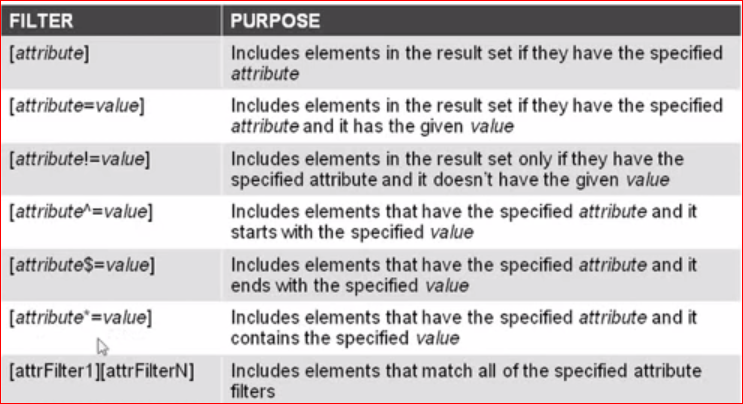 FILTER PURPOSE
[attribute] Includes elements in the result set if they have the specified
attribute
[attribute=value] Includes elements in the result set if they have the specified
attribute and it has the given value
[attribute!=value] Includes elements in the result set only if they have the
specified attribute and it doesn't have the given value
[attribute^=value] Includes elements that have the specified attribute and it
starts with the specified value
[attribute$=value] Includes elements that have the specified attribute and it
ends with the specified value
[attribute*=value] Includes elements that have the specified attribute and it
contains the specified value
[attrFilter1][attrFilterN] Includes elements that match all of the specified attribute
filters